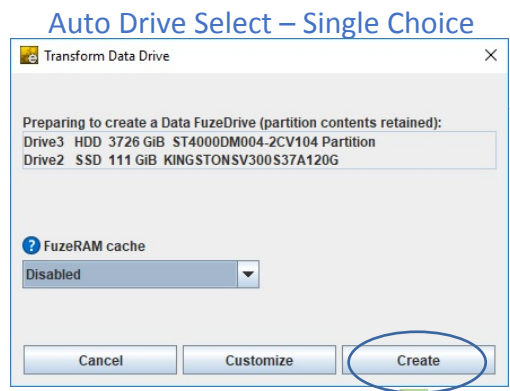 Auto Drive Select – Single Choice
Transform Data Drive
Preparing to create a Data FuzeDrive (partition contents retained):
Drive3 HDD 3726 GiB ST4000DM004-2CV104 Partition
Drive2 SSD 111 GiB KINGSTONSV300S37A120G
? FuzeRAM cache
Disabled
Cancel Customize Create